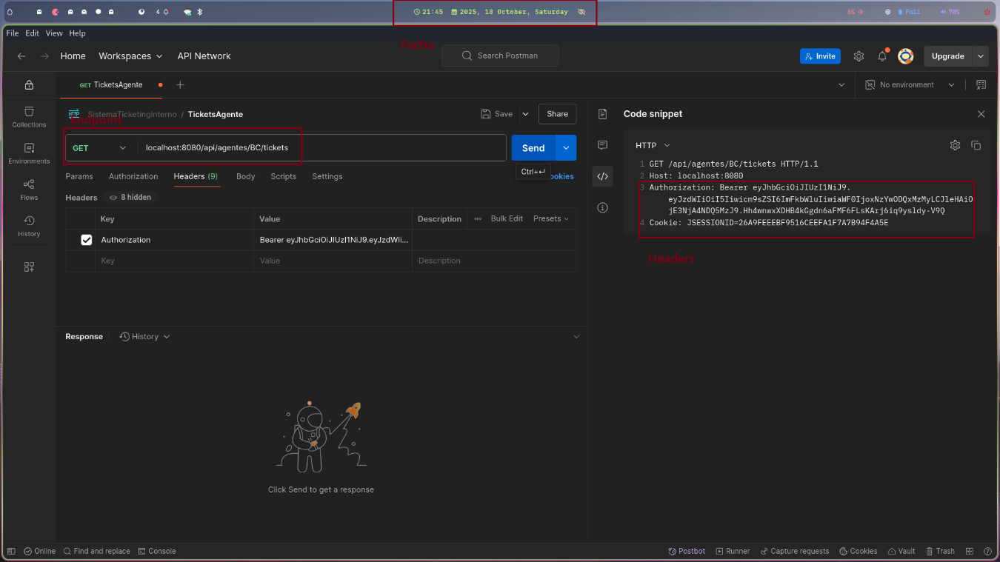 4
21:45 2025, 18 October, Saturday
6%
Full
70%
File Edit View Help
Fecha
Home Workspaces API Network
Search Postman
Invite
Upgrade
GET TicketsAgente
No environment
Collections
Environments
Flows
History
HTTP SistemaTicketingInterno / TicketsAgente
Endpoint
Save Share
GET localhost:8080/api/agentes/BC/tickets
Send
Ctrl+↵
Params Authorization Headers (9) Body Scripts Settings ookies
Headers 8 hidden
Key Value Description Bulk Edit Presets
Authorization Bearer eyJhbGciOiJIUzI1NiJ9.eyJzdWIi...
Key Value Description
Response History
Click Send to get a response
Code snippet
HTTP
1 GET /api/agentes/BC/tickets HTTP/1.1
2 Host: localhost:8080
3 Authorization: Bearer eyJhbGciOiJIUzI1NiJ9.
eyJzdWIiOiI5Iiwicm9sZSI6ImFkbWluIiwiaWF0IjoxNzYwODQxMzMyLCJleHAiO
jE3NjA4NDQ5MzJ9.Hh4wnwxXDHB4kGgdn6aFMF6FLsKArj6iq9ysldy-V9Q
4 Cookie: JSESSIONID=26A9FEEEBF9516CEEFA1F7A7B94F4A5E
Headers
Online Find and replace Console
Postbot Runner Capture requests Cookies Vault Trash